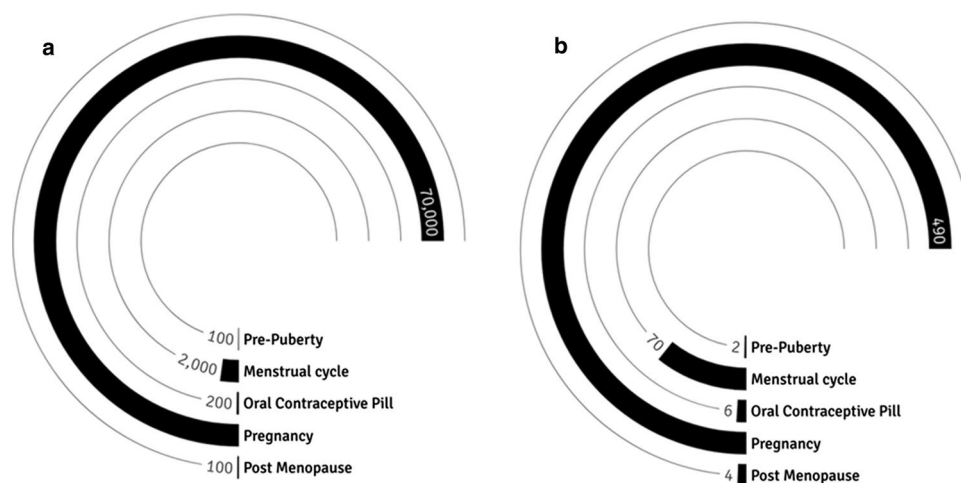 a
70,000
100 Pre-Puberty
2,000 Menstrual cycle
200 Oral Contraceptive Pill
Pregnancy
100 Post Menopause
b
490
2 Pre-Puberty
70 Menstrual cycle
6 Oral Contraceptive Pill
Pregnancy
4 Post Menopause